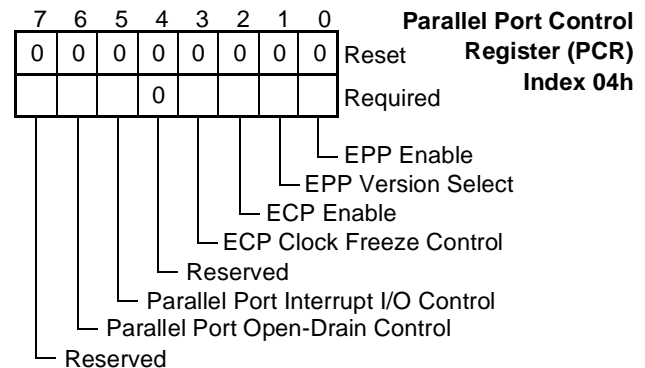 7 6 5 4 3 2 1 0
Parallel Port Control
Register (PCR)
Index 04h
0 0 0 0 0 0 0 0 Reset
0 Required
EPP Enable
EPP Version Select
ECP Enable
ECP Clock Freeze Control
Reserved
Parallel Port Interrupt I/O Control
Parallel Port Open-Drain Control
Reserved